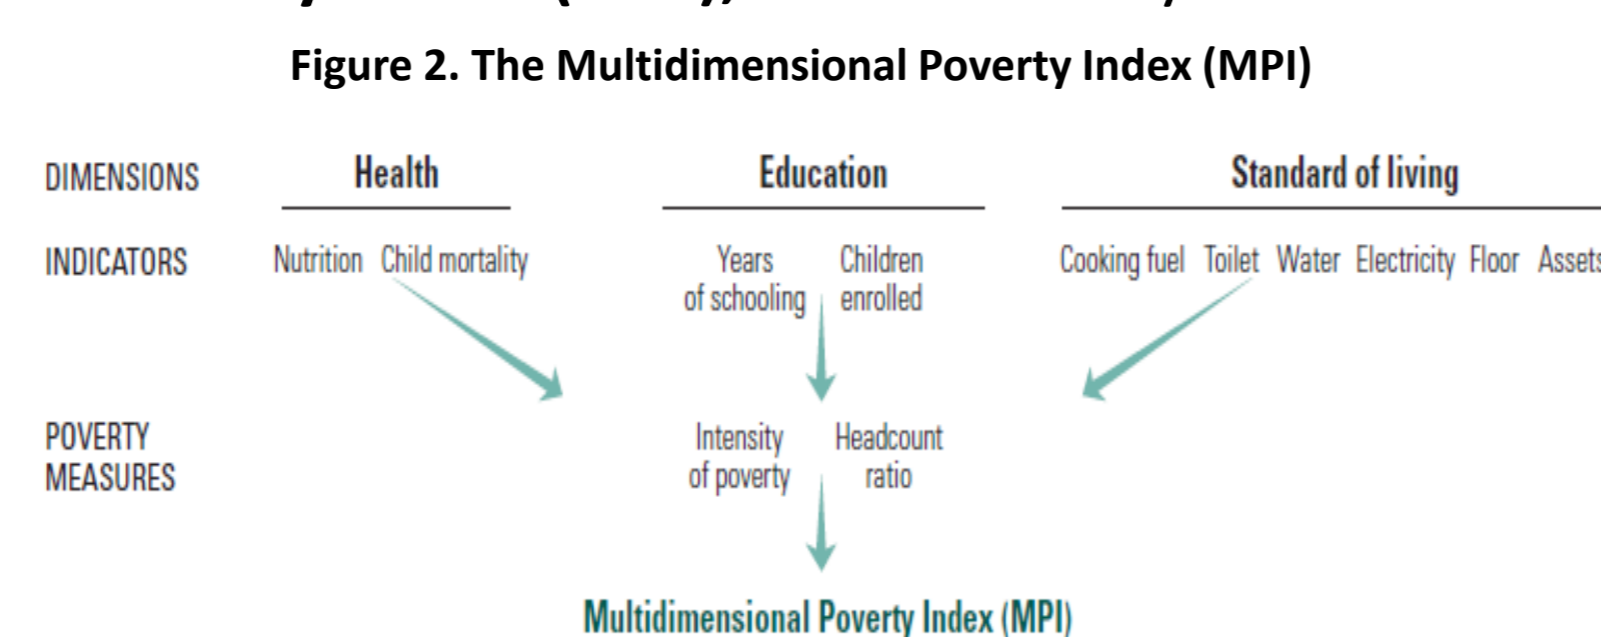 Figure 2. The Multidimensional Poverty Index (MPI)
DIMENSIONS Health Education Standard of living
INDICATORS Nutrition Child mortality Years Children Cooking fuel Toilet Water Electricity Floor Assets
of schooling enrolled
POVERTY Intensity Headcount
MEASURES of poverty ratio
Multidimensional Poverty Index (MPI)